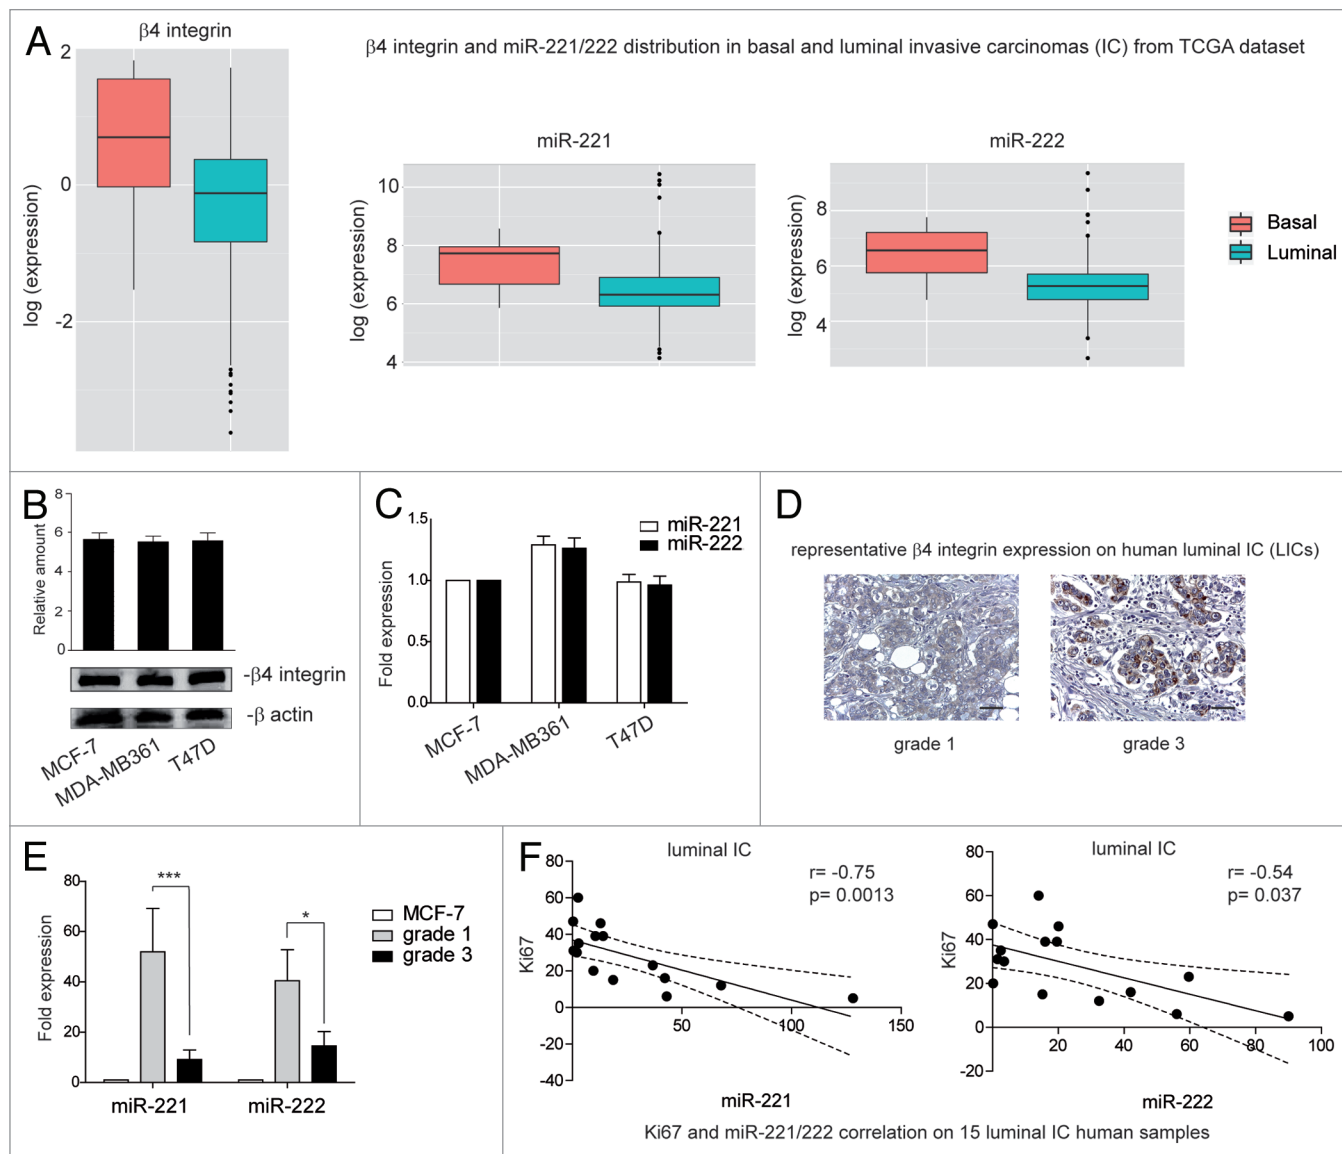 A
β4 integrin
β4 integrin and miR-221/222 distribution in basal and luminal invasive carcinomas (IC) from TCGA dataset
log (expression)
2
0
-2
miR-221
log (expression)
10
8
6
4
miR-222
log (expression)
8
6
4
Basal
Luminal
B
Relative amount
8
6
4
2
0
-β4 integrin
-β actin
MCF-7
MDA-MB361
T47D
C
Fold expression
1.5
1.0
0.5
0.0
miR-221
miR-222
MCF-7
MDA-MB361
T47D
D
representative β4 integrin expression on human luminal IC (LICs)
grade 1
grade 3
E
Fold expression
80
60
40
20
0
***
*
MCF-7
grade 1
grade 3
miR-221
miR-222
F
luminal IC
r= -0.75
p= 0.0013
Ki67
80
60
40
20
0
-20
-40
50
100
150
miR-221
luminal IC
r= -0.54
p= 0.037
Ki67
80
60
40
20
0
-20
20
40
60
80
100
miR-222
Ki67 and miR-221/222 correlation on 15 luminal IC human samples